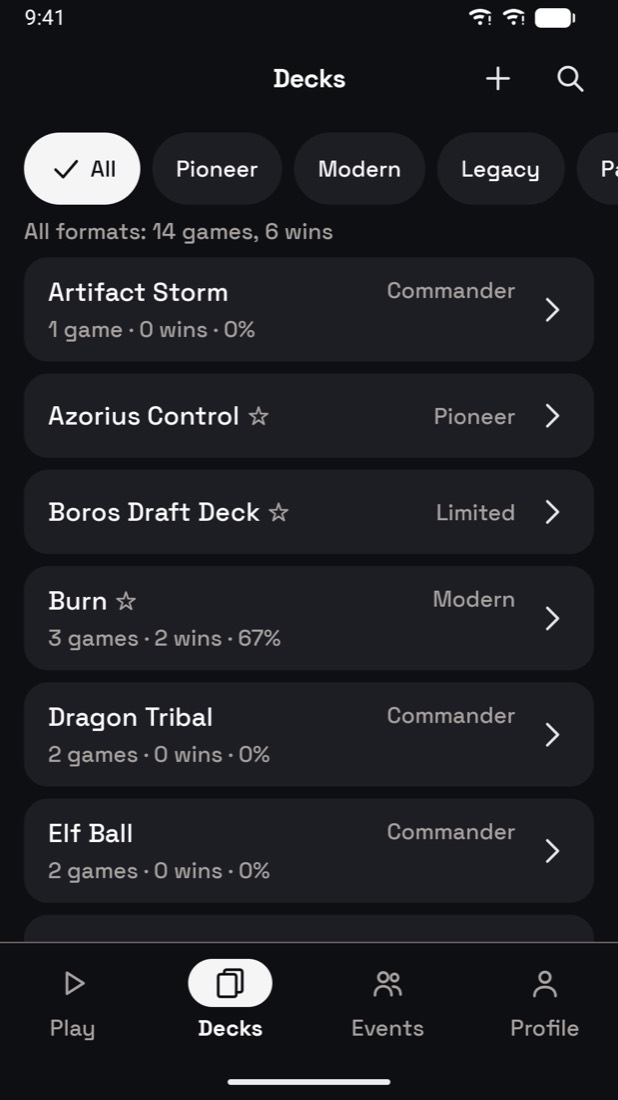 9:41
Decks
All
Pioneer
Modern
Legacy
Pa
All formats: 14 games, 6 wins
Artifact Storm
Commander
1 game · 0 wins · 0%
Azorius Control ☆
Pioneer
Boros Draft Deck ☆
Limited
Burn ☆
Modern
3 games · 2 wins · 67%
Dragon Tribal
Commander
2 games · 0 wins · 0%
Elf Ball
Commander
2 games · 0 wins · 0%
Play
Decks
Events
Profile